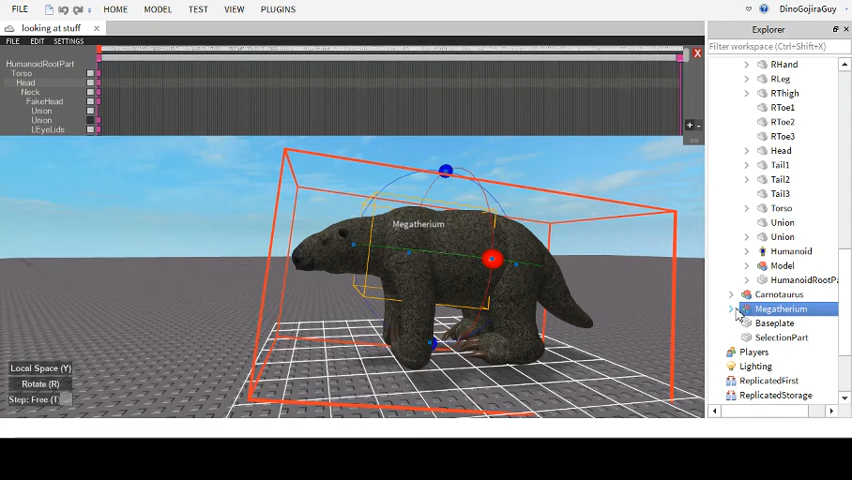 FILE HOME MODEL TEST VIEW PLUGINS DinoGojiraGuy
looking at stuff
FILE EDIT SETTINGS
X
HumanoidRootPart
Torso
Head
Neck
FakeHead
Union
Union
LEyeLids
+ -
Megatherium
Local Space (Y)
Rotate (R)
Step: Free (T)
Explorer
Filter workspace (Ctrl+Shift+X)
RHand
RLeg
RThigh
RToe1
RToe2
RToe3
Head
Tail1
Tail2
Tail3
Torso
Union
Union
Humanoid
Model
HumanoidRootPa
Carnotaurus
Megatherium
Baseplate
SelectionPart
Players
Lighting
ReplicatedFirst
ReplicatedStorage